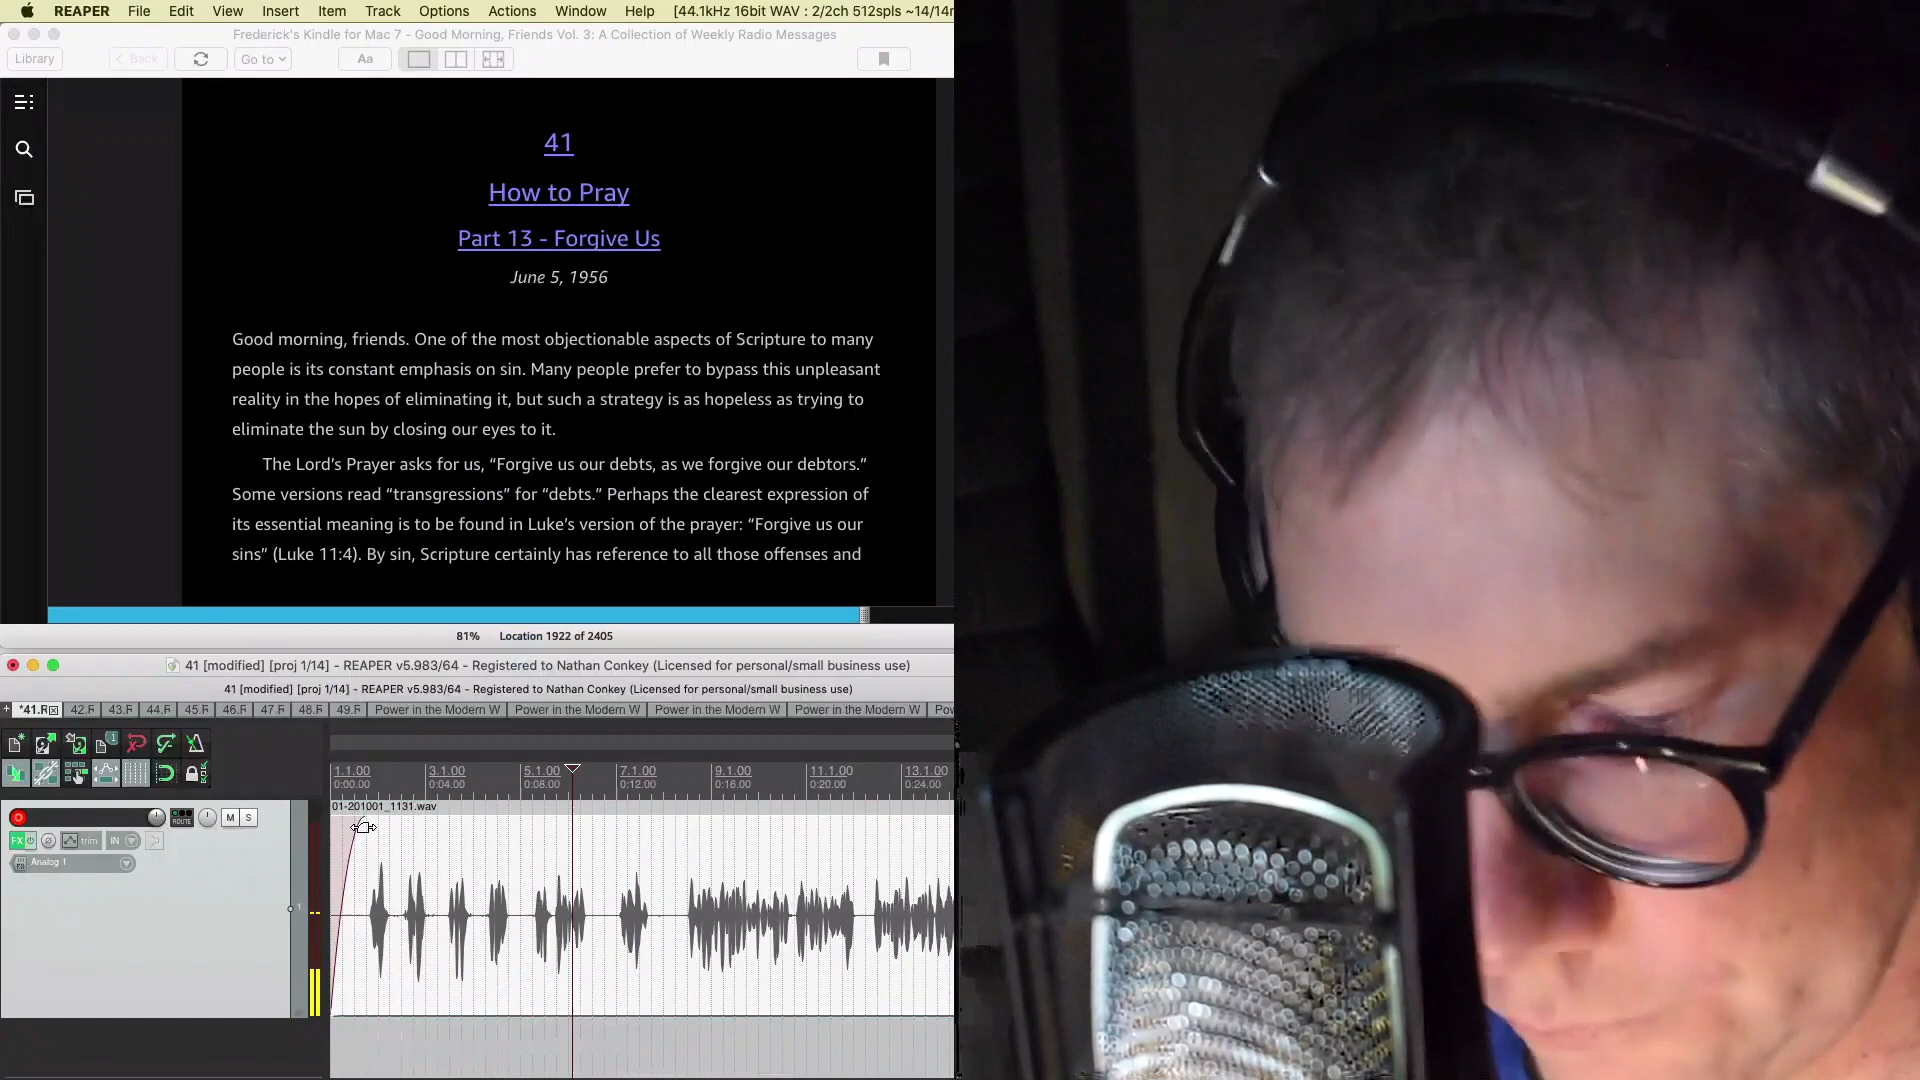 REAPER File Edit View Insert Item Track Options Actions Window Help [44.1kHz 16bit WAV : 2/2ch 512spls ~14/14m
Frederick's Kindle for Mac 7 - Good Morning, Friends Vol. 3: A Collection of Weekly Radio Messages
Library Back Go to Aa
41
How to Pray
Part 13 - Forgive Us
June 5, 1956
Good morning, friends. One of the most objectionable aspects of Scripture to many
people is its constant emphasis on sin. Many people prefer to bypass this unpleasant
reality in the hopes of eliminating it, but such a strategy is as hopeless as trying to
eliminate the sun by closing our eyes to it.
The Lord's Prayer asks for us, “Forgive us our debts, as we forgive our debtors.”
Some versions read “transgressions” for “debts.” Perhaps the clearest expression of
its essential meaning is to be found in Luke’s version of the prayer: “Forgive us our
sins” (Luke 11:4). By sin, Scripture certainly has reference to all those offenses and
81% Location 1922 of 2405
41 [modified] [proj 1/14] - REAPER v5.983/64 - Registered to Nathan Conkey (Licensed for personal/small business use)
41 [modified] [proj 1/14] - REAPER v5.983/64 - Registered to Nathan Conkey (Licensed for personal/small business use)
+ *41.R 42.R 43.R 44.R 45.R 46.R 47.R 48.R 49.R Power in the Modern W Power in the Modern W Power in the Modern W Power in the Modern W Pow
1.1.00 3.1.00 5.1.00 7.1.00 9.1.00 11.1.00 13.1.00
0:00.00 0:04.00 0:08.00 0:12.00 0:16.00 0:20.00 0:24.00
01-201001_1131.wav
ROUTE M S
FX trim IN
IN FX Analog 1
1